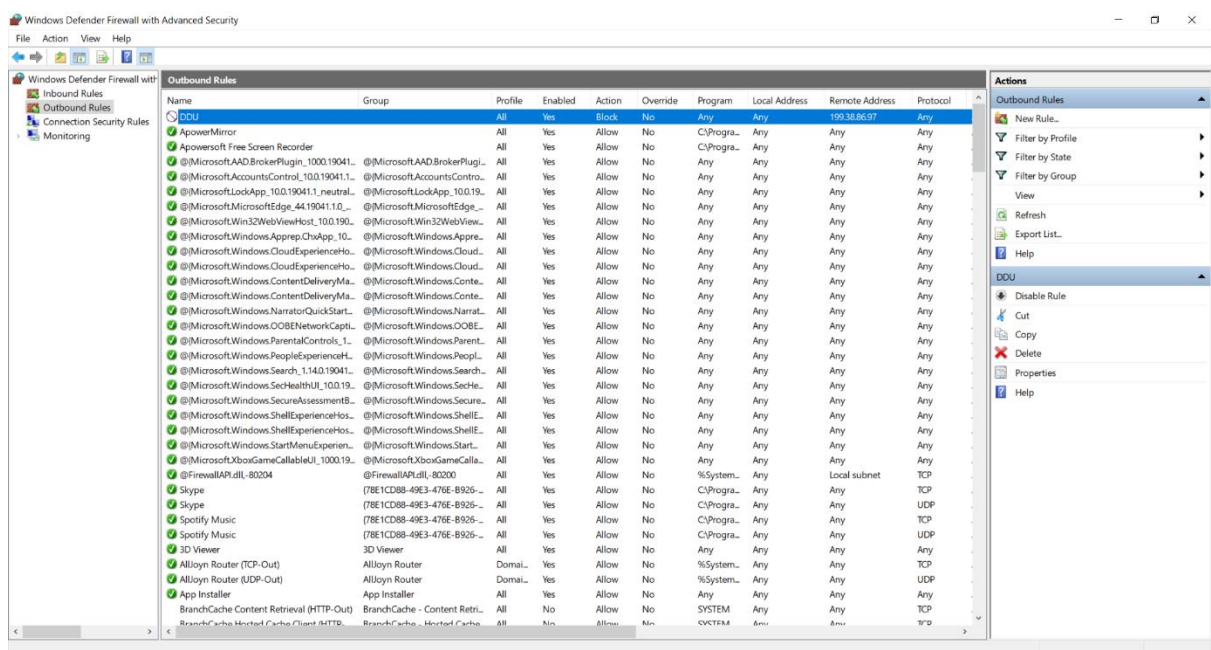 Windows Defender Firewall with Advanced Security
File Action View Help
Windows Defender Firewall with
Inbound Rules
Outbound Rules
Connection Security Rules
Monitoring
Outbound Rules
Name Group Profile Enabled Action Override Program Local Address Remote Address Protocol
DDU All Yes Block No Any Any 199.38.86.97 Any
ApowerMirror All Yes Allow No C:\Progra... Any Any Any
Apowersoft Free Screen Recorder All Yes Allow No C:\Progra... Any Any Any
@{Microsoft.AAD.BrokerPlugin_1000.19041... @{Microsoft.AAD.BrokerPlugi... All Yes Allow No Any Any Any Any
@{Microsoft.AccountsControl_10.0.19041.1... @{Microsoft.AccountsContro... All Yes Allow No Any Any Any Any
@{Microsoft.LockApp_10.0.19041.1_neutral... @{Microsoft.LockApp_10.0.19... All Yes Allow No Any Any Any Any
@{Microsoft.MicrosoftEdge_44.19041.1.0_... @{Microsoft.MicrosoftEdge_... All Yes Allow No Any Any Any Any
@{Microsoft.Win32WebViewHost_10.0.190... @{Microsoft.Win32WebView... All Yes Allow No Any Any Any Any
@{Microsoft.Windows.Apprep.ChxApp_10... @{Microsoft.Windows.Appre... All Yes Allow No Any Any Any Any
@{Microsoft.Windows.CloudExperienceHo... @{Microsoft.Windows.Cloud... All Yes Allow No Any Any Any Any
@{Microsoft.Windows.CloudExperienceHo... @{Microsoft.Windows.Cloud... All Yes Allow No Any Any Any Any
@{Microsoft.Windows.ContentDeliveryMa... @{Microsoft.Windows.Conte... All Yes Allow No Any Any Any Any
@{Microsoft.Windows.ContentDeliveryMa... @{Microsoft.Windows.Conte... All Yes Allow No Any Any Any Any
@{Microsoft.Windows.NarratorQuickStart... @{Microsoft.Windows.Narrat... All Yes Allow No Any Any Any Any
@{Microsoft.Windows.OOBENetworkCapti... @{Microsoft.Windows.OOBE... All Yes Allow No Any Any Any Any
@{Microsoft.Windows.ParentalControls_1... @{Microsoft.Windows.Parent... All Yes Allow No Any Any Any Any
@{Microsoft.Windows.PeopleExperienceH... @{Microsoft.Windows.Peopl... All Yes Allow No Any Any Any Any
@{Microsoft.Windows.Search_1.14.0.19041... @{Microsoft.Windows.Search... All Yes Allow No Any Any Any Any
@{Microsoft.Windows.SecHealthUI_10.0.19... @{Microsoft.Windows.SecHe... All Yes Allow No Any Any Any Any
@{Microsoft.Windows.SecureAssessmentB... @{Microsoft.Windows.Secure... All Yes Allow No Any Any Any Any
@{Microsoft.Windows.ShellExperienceHos... @{Microsoft.Windows.ShellE... All Yes Allow No Any Any Any Any
@{Microsoft.Windows.ShellExperienceHos... @{Microsoft.Windows.ShellE... All Yes Allow No Any Any Any Any
@{Microsoft.Windows.StartMenuExperien... @{Microsoft.Windows.Start... All Yes Allow No Any Any Any Any
@{Microsoft.XboxGameCallableUI_1000.19... @{Microsoft.XboxGameCalla... All Yes Allow No Any Any Any Any
@FirewallAPI.dll,-80204 @FirewallAPI.dll,-80200 All Yes Allow No %System... Any Local subnet TCP
Skype {78E1CD88-49E3-476E-B926-... All Yes Allow No C:\Progra... Any Any TCP
Skype {78E1CD88-49E3-476E-B926-... All Yes Allow No C:\Progra... Any Any UDP
Spotify Music {78E1CD88-49E3-476E-B926-... All Yes Allow No C:\Progra... Any Any TCP
Spotify Music {78E1CD88-49E3-476E-B926-... All Yes Allow No C:\Progra... Any Any UDP
3D Viewer 3D Viewer All Yes Allow No Any Any Any Any
AllJoyn Router (TCP-Out) AllJoyn Router Domai... Yes Allow No %System... Any Any TCP
AllJoyn Router (UDP-Out) AllJoyn Router Domai... Yes Allow No %System... Any Any UDP
App Installer App Installer All Yes Allow No Any Any Any Any
BranchCache Content Retrieval (HTTP-Out) BranchCache - Content Retri... All No Allow No SYSTEM Any Any TCP
BranchCache Hosted Cache Client (HTTP- BranchCache - Hosted Cache All No Allow No SYSTEM Any Any TCP
Actions
Outbound Rules
New Rule...
Filter by Profile
Filter by State
Filter by Group
View
Refresh
Export List...
Help
DDU
Disable Rule
Cut
Copy
Delete
Properties
Help